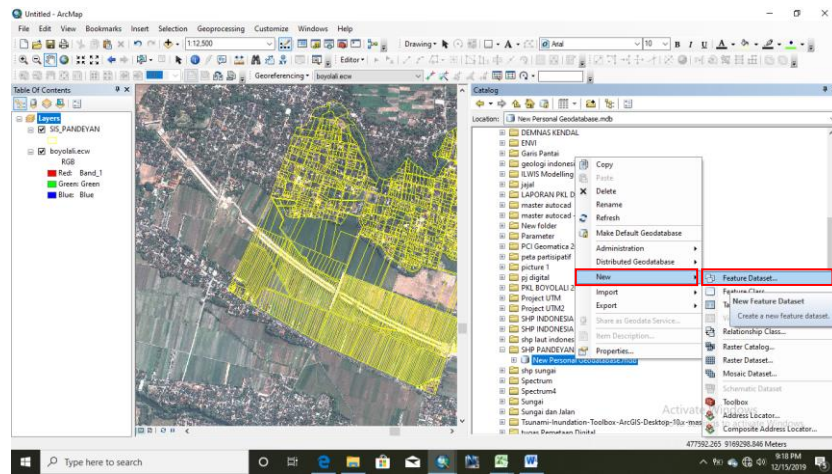 Untitled - ArcMap
File Edit View Bookmarks Insert Selection Geoprocessing Customize Windows Help
1:12,500
Drawing
Arial
10
B I U A
Editor
Georeferencing
boyolali.ecw
Table Of Contents
Layers
SIS_PANDEYAN
boyolali.ecw
RGB
Red: Band_1
Green: Green
Blue: Blue
Catalog
Location: New Personal Geodatabase.mdb
DEMNAS KENDAL
ENVI
Garis Pantai
geologi indonesi
ILWIS Modelling
jajal
LAPORAN PKL D
master autocad
master autocad
New folder
Parameter
PCI Geomatica 2
peta partisipatif
picture 1
pj digital
PKL BOYOLALI 2
Project UTM
Project UTM2
SHP INDONESIA
SHP INDONESIA
shp laut indones
SHP PANDEYAN
New Personal Geodatabase.mdb
shp sungai
Spectrum
Spectrum4
Sungai
Sungai dan Jalan
Tsunami-Inundation-Toolbox-ArcGIS-Desktop-10.x-mas
tugas Pemetaan Digital
Copy
Paste
Delete
Rename
Refresh
Make Default Geodatabase
Administration
Distributed Geodatabase
New
Import
Export
Share as Geodata Service...
Item Description...
Properties...
Feature Dataset...
Feature Class...
Ta
New Feature Dataset
Create a new feature dataset.
Relationship Class...
Raster Catalog...
Raster Dataset...
Mosaic Dataset...
Schematic Dataset
Toolbox
Address Locator...
Composite Address Locator...
Activate Windows
477592.265 9169298.846 Meters
Type here to search
9:18 PM
12/15/2019